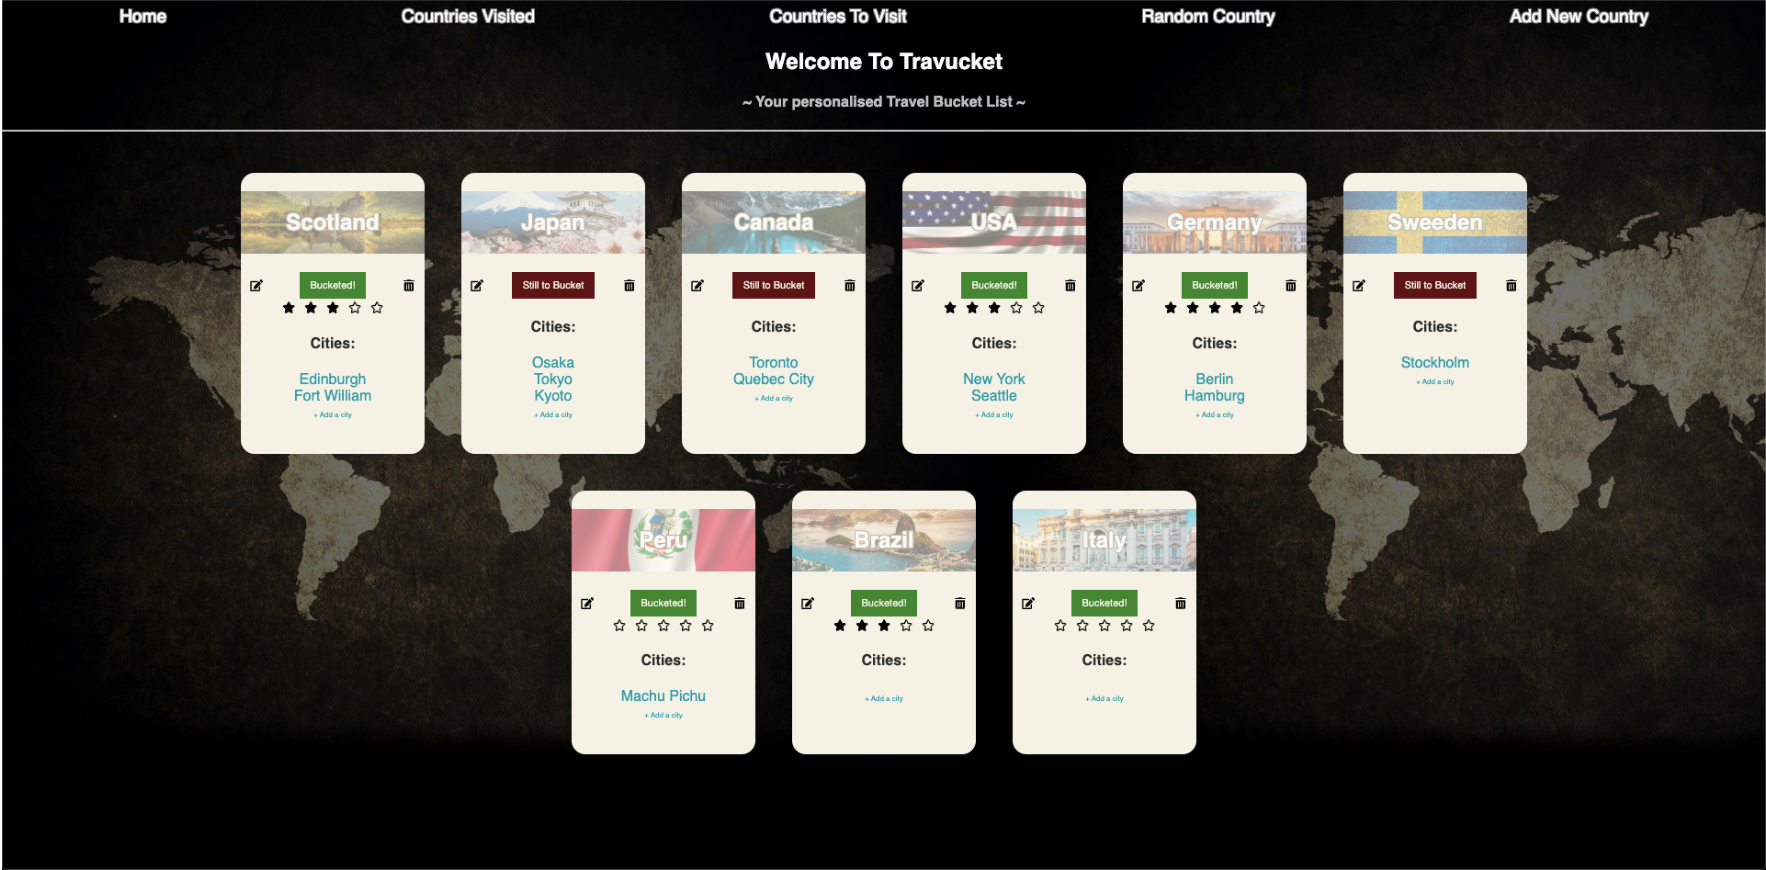 Home Countries Visited Countries To Visit Random Country Add New Country
Welcome To Travucket
~ Your personalised Travel Bucket List ~
Scotland
Bucketed!
Cities:
Edinburgh
Fort William
+ Add a city
Japan
Still to Bucket
Cities:
Osaka
Tokyo
Kyoto
+ Add a city
Canada
Still to Bucket
Cities:
Toronto
Quebec City
+ Add a city
USA
Bucketed!
Cities:
New York
Seattle
+ Add a city
Germany
Bucketed!
Cities:
Berlin
Hamburg
+ Add a city
Sweeden
Still to Bucket
Cities:
Stockholm
+ Add a city
Peru
Bucketed!
Cities:
Machu Pichu
+ Add a city
Brazil
Bucketed!
Cities:
+ Add a city
Italy
Bucketed!
Cities:
+ Add a city